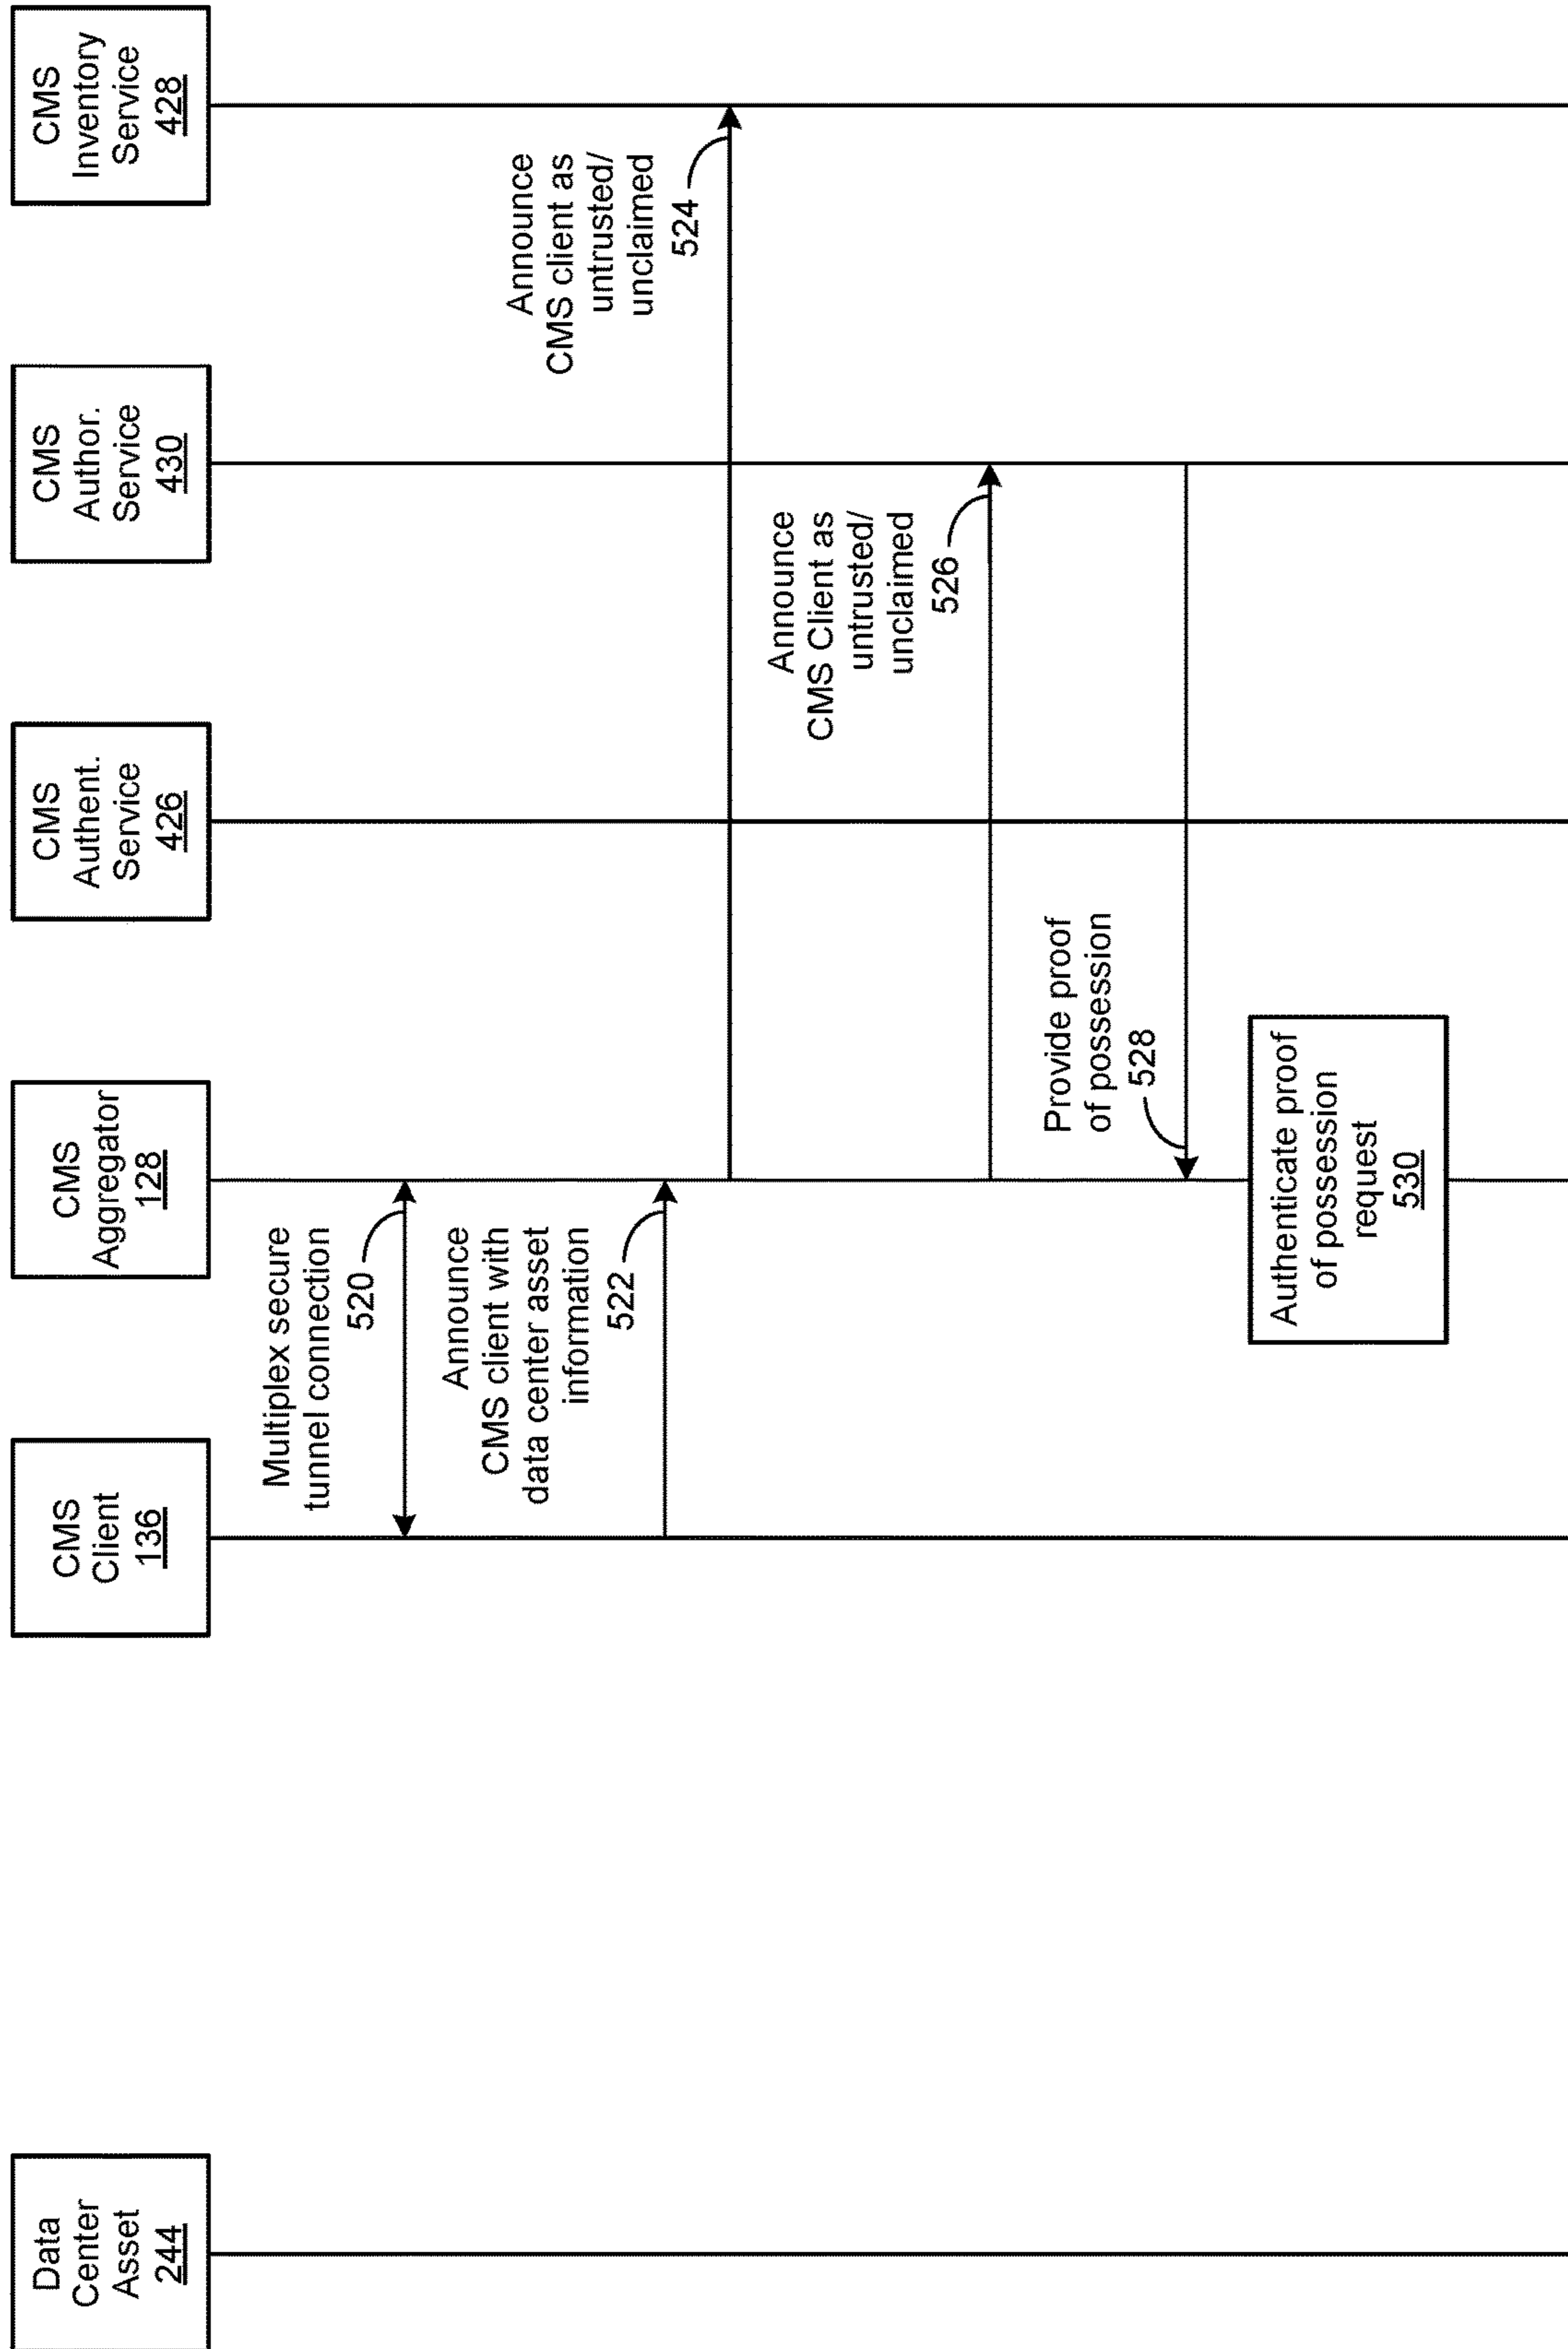 Data
Center
Asset
244
CMS
Client
136
CMS
Aggregator
128
CMS
Authent.
Service
426
CMS
Author.
Service
430
CMS
Inventory
Service
428
Multiplex secure
tunnel connection
520
Announce
CMS client with
data center asset
information
522
Announce
CMS client as
untrusted/
unclaimed
524
Announce
CMS Client as
untrusted/
unclaimed
526
Provide proof
of possession
528
Authenticate proof
of possession
request
530